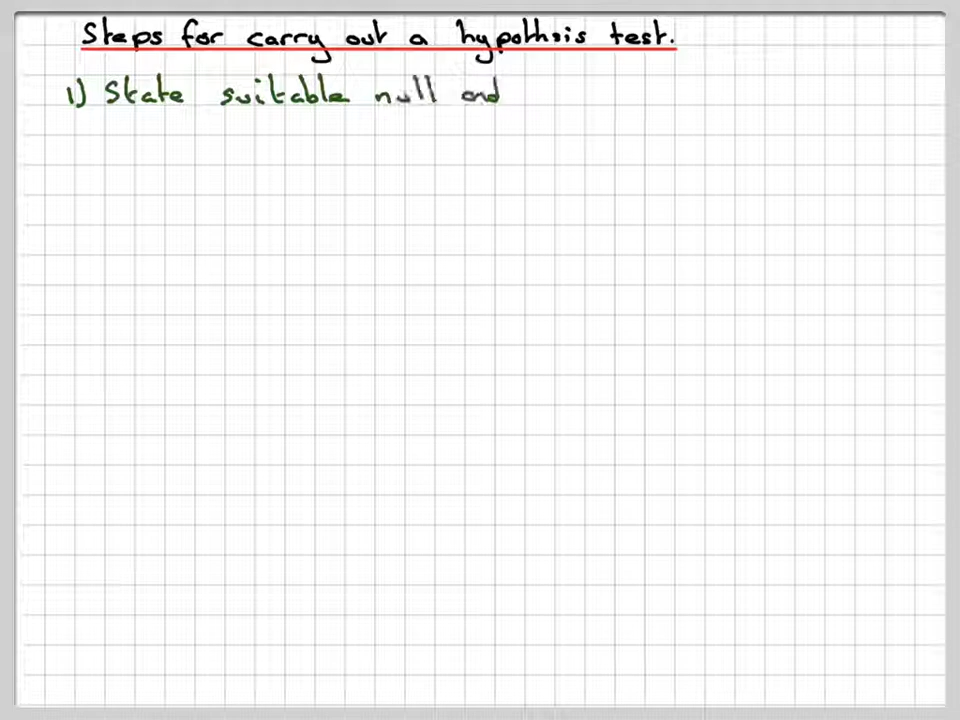 Steps for carry out a hypothsis test.
1) State suitable null and